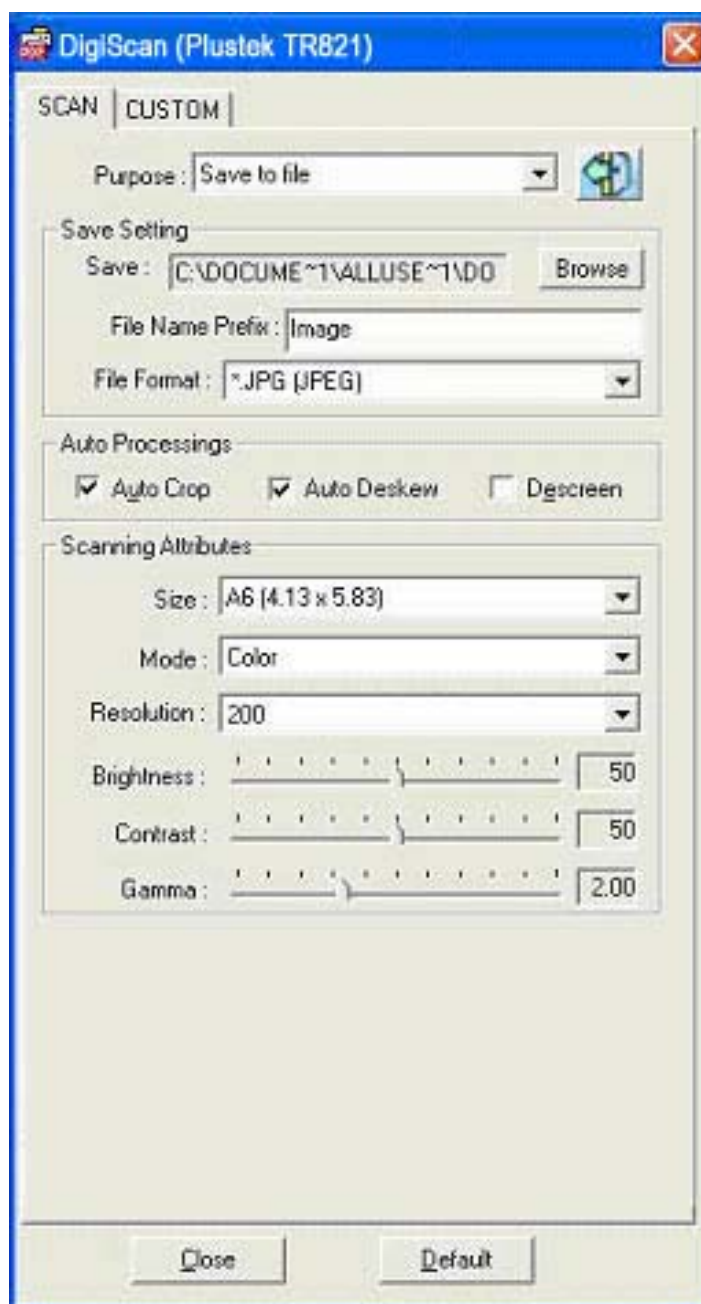 DigiScan (Plustek TR821)
SCAN CUSTOM
Purpose : Save to file
Save Setting
Save : C:\DOCUME~1\ALLUSE~1\DO Browse
File Name Prefix : Image
File Format : *.JPG (JPEG)
Auto Processings
Auto Crop Auto Deskew Descreen
Scanning Attributes
Size : A6 (4.13 x 5.83)
Mode : Color
Resolution : 200
Brightness : 50
Contrast : 50
Gamma : 2.00
Close Default